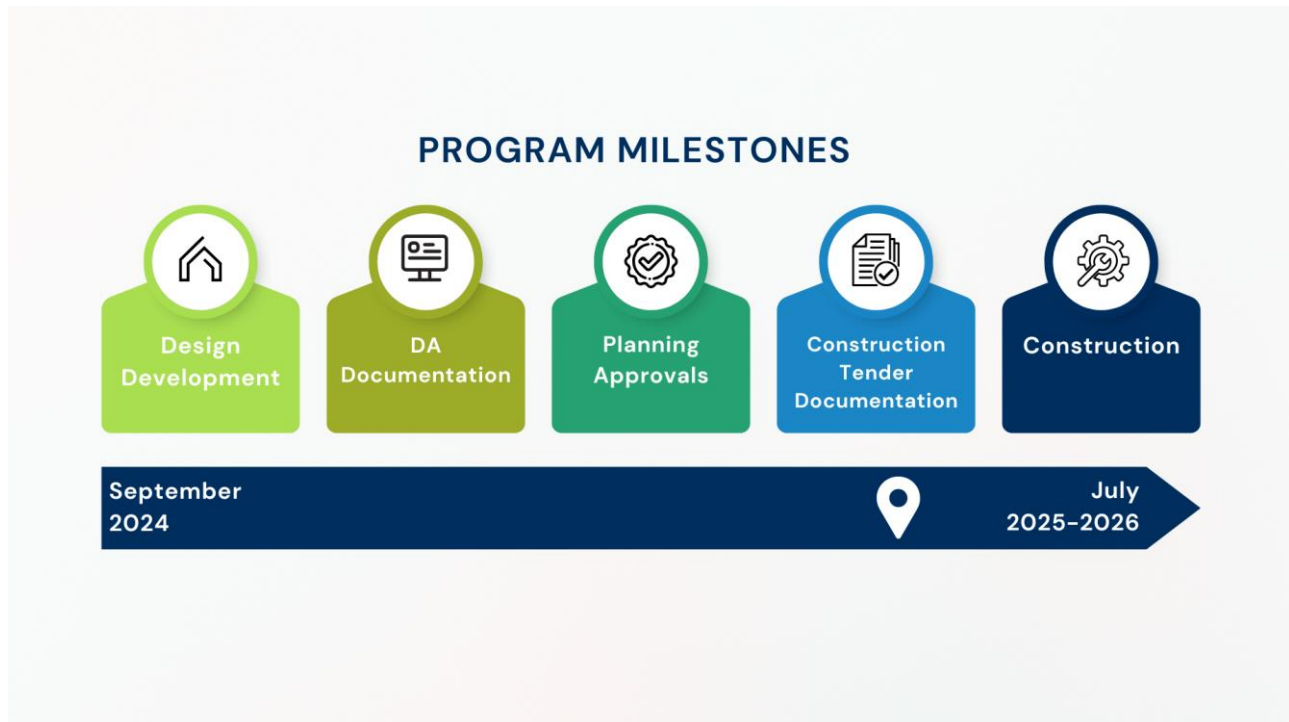 PROGRAM MILESTONES
Design
Development
DA
Documentation
Planning
Approvals
Construction
Tender
Documentation
Construction
September
2024
July
2025-2026